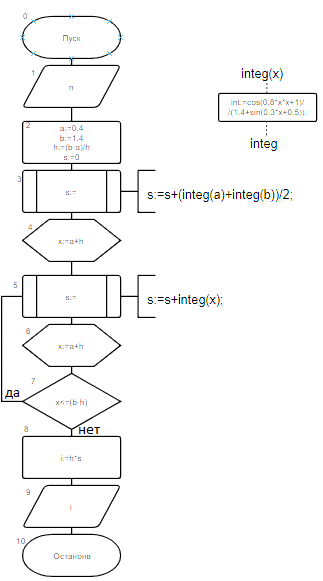 0
Пуск
1
n
2
a:=0.4
b:=1.4
h:=(b-a)/h
s:=0
3
s:=
s:=s+(integ(a)+integ(b))/2;
4
x:=a+h
5
s:=
s:=s+integ(x);
6
x:=a+h
7
x<=(b-h)
да
нет
8
i:=h*s
9
i
10
Останов
integ(x)
int:=cos(0.8*x*x+1)/
/(1.4+sin(0.3*x+0.5));
integ